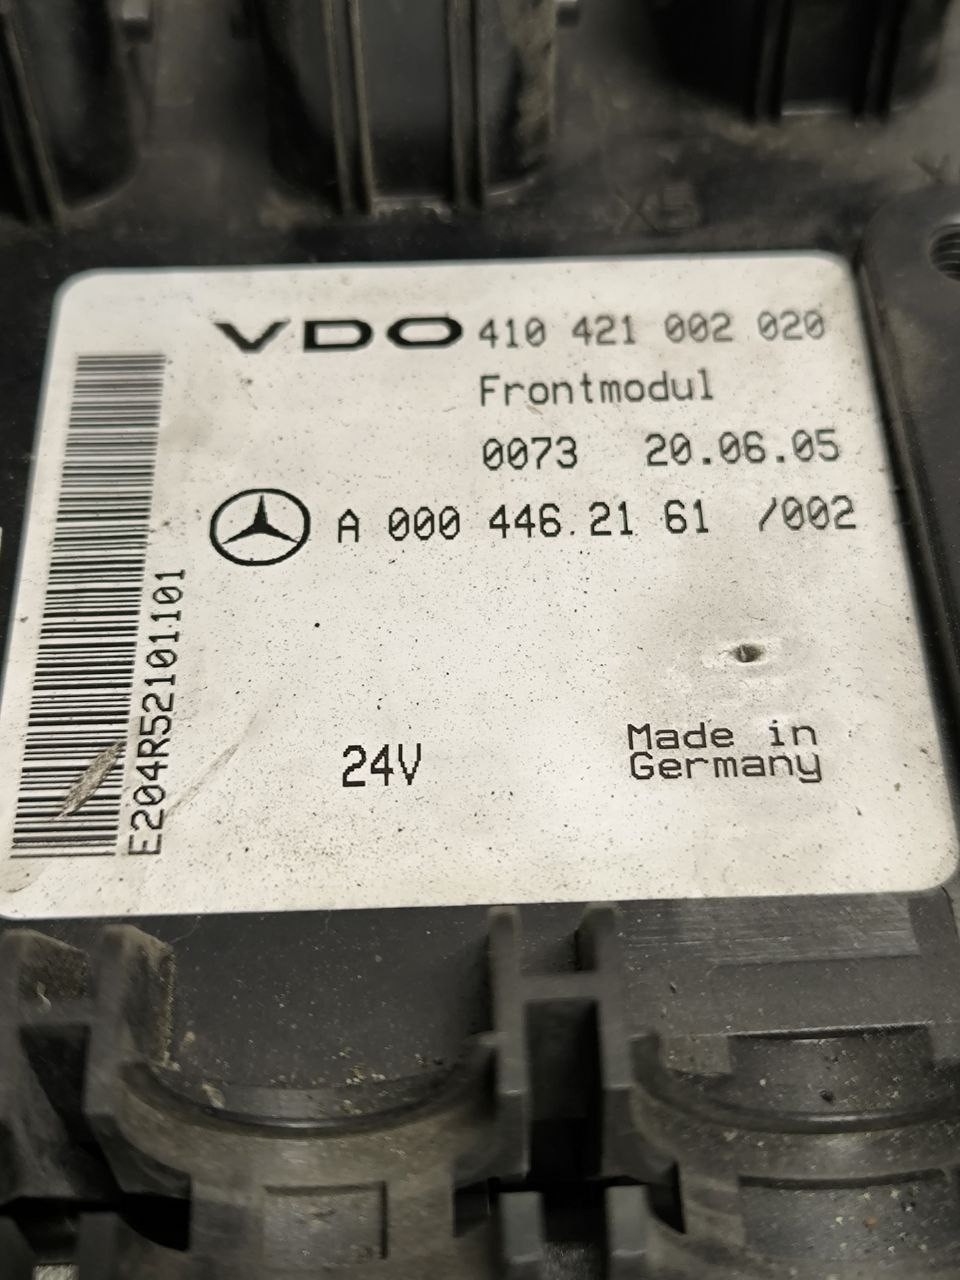 X5
VDO 410 421 002 020
Frontmodul
0073 20.06.05
A 000 446.21 61 /002
E204R52101101
24V
Made in
Germany